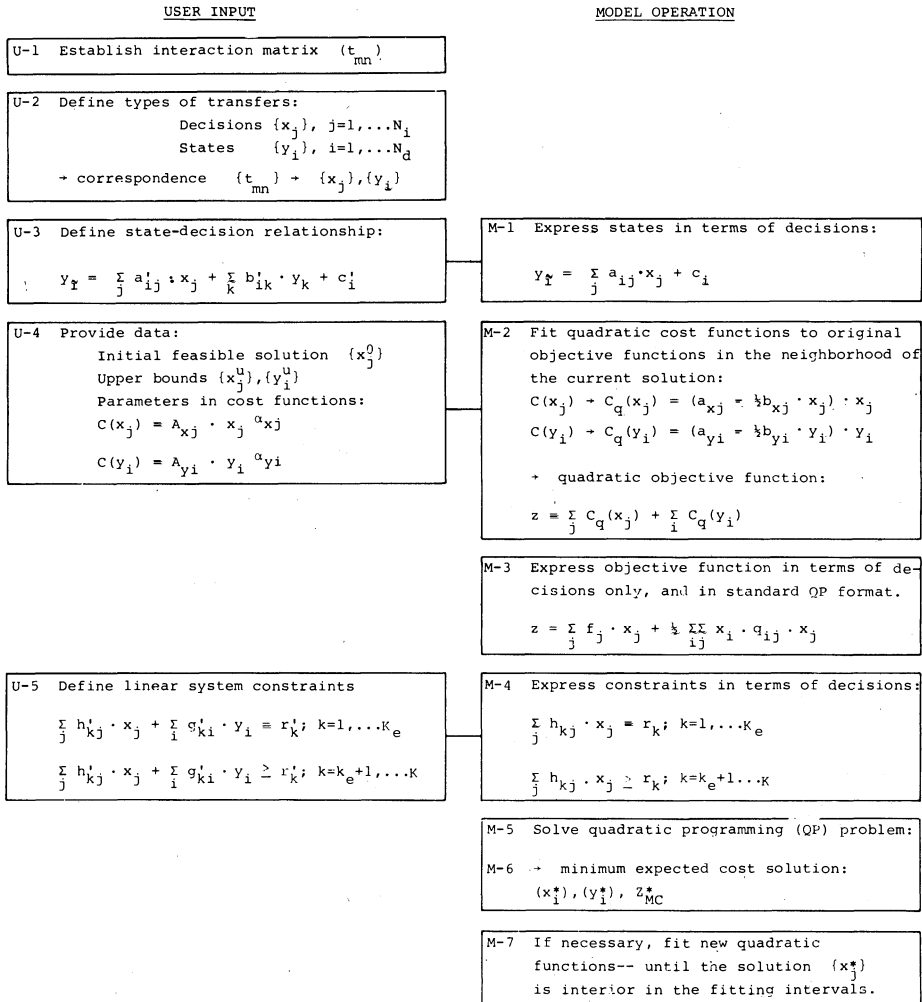 USER INPUT
MODEL OPERATION
U-1 Establish interaction matrix (t_mn)
U-2 Define types of transfers:
Decisions {x_j}, j=1,...N_i
States {y_i}, i=1,...N_d
→ correspondence {t_mn} → {x_j},{y_i}
U-3 Define state-decision relationship:
y_i = Σ_j a'_ij · x_j + Σ_k b'_ik · y_k + c'_i
M-1 Express states in terms of decisions:
y_i = Σ_j a_ij · x_j + c_i
U-4 Provide data:
Initial feasible solution {x_j^0}
Upper bounds {x_j^u},{y_i^u}
Parameters in cost functions:
C(x_j) = A_xj · x_j ^α_xj
C(y_i) = A_yi · y_i ^α_yi
M-2 Fit quadratic cost functions to original
objective functions in the neighborhood of
the current solution:
C(x_j) → C_q(x_j) = (a_xj - ½b_xj · x_j) · x_j
C(y_i) → C_q(y_i) = (a_yi - ½b_yi · y_i) · y_i
→ quadratic objective function:
z = Σ_j C_q(x_j) + Σ_i C_q(y_i)
M-3 Express objective function in terms of de-
cisions only, and in standard QP format.
z = Σ_j f_j · x_j + ½ ΣΣ_ij x_i · q_ij · x_j
U-5 Define linear system constraints
Σ_j h'_kj · x_j + Σ_i g'_ki · y_i = r'_k; k=1,...K_e
Σ_j h'_kj · x_j + Σ_i g'_ki · y_i ≥ r'_k; k=k_e+1,...K
M-4 Express constraints in terms of decisions:
Σ_j h_kj · x_j = r_k; k=1,...K_e
Σ_j h_kj · x_j ≥ r_k; k=k_e+1...K
M-5 Solve quadratic programming (QP) problem:
M-6 → minimum expected cost solution:
(x_i^*),(y_i^*), Z_MC^*
M-7 If necessary, fit new quadratic
functions-- until the solution {x_j^*}
is interior in the fitting intervals.